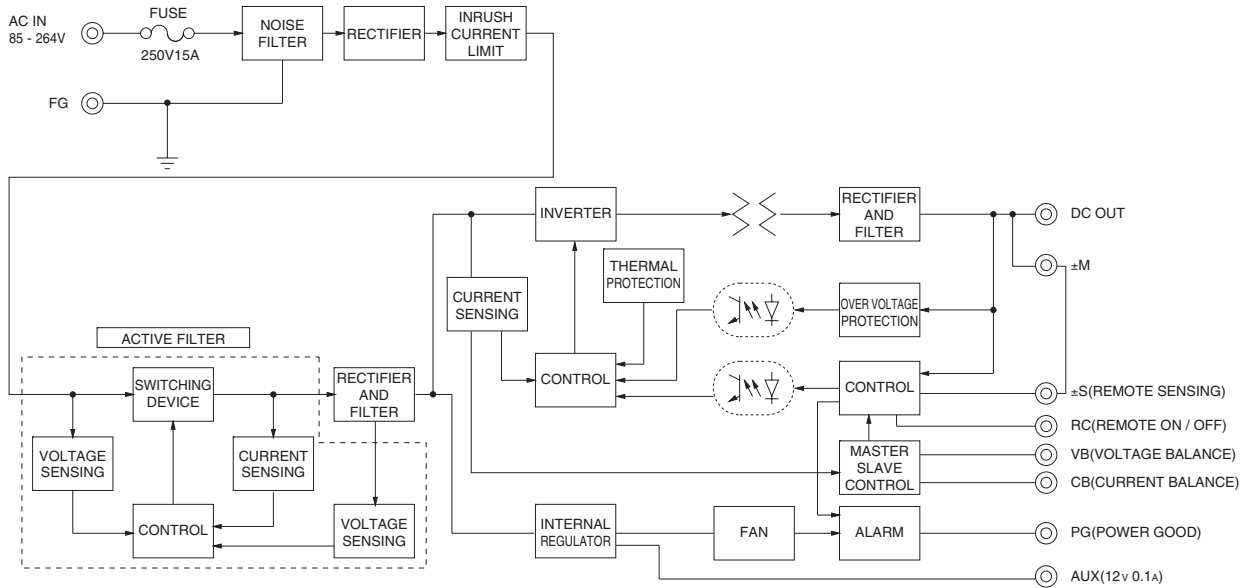 AC IN
85 - 264V
FUSE
250V15A
NOISE
FILTER
RECTIFIER
INRUSH
CURRENT
LIMIT
FG
INVERTER
RECTIFIER
AND
FILTER
DC OUT
±M
THERMAL
PROTECTION
CURRENT
SENSING
OVER VOLTAGE
PROTECTION
ACTIVE FILTER
SWITCHING
DEVICE
RECTIFIER
AND
FILTER
CONTROL
CONTROL
±S(REMOTE SENSING)
RC(REMOTE ON / OFF)
VOLTAGE
SENSING
CURRENT
SENSING
MASTER
SLAVE
CONTROL
VB(VOLTAGE BALANCE)
CB(CURRENT BALANCE)
CONTROL
VOLTAGE
SENSING
INTERNAL
REGULATOR
FAN
ALARM
PG(POWER GOOD)
AUX(12V 0.1A)